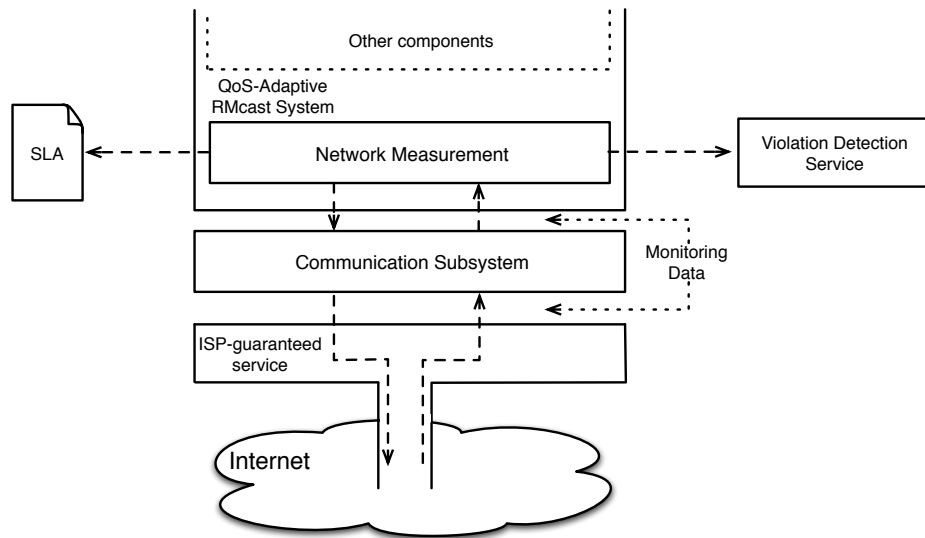 Other components
QoS-Adaptive
RMcast System
SLA
Network Measurement
Violation Detection
Service
Communication Subsystem
Monitoring
Data
ISP-guaranteed
service
Internet